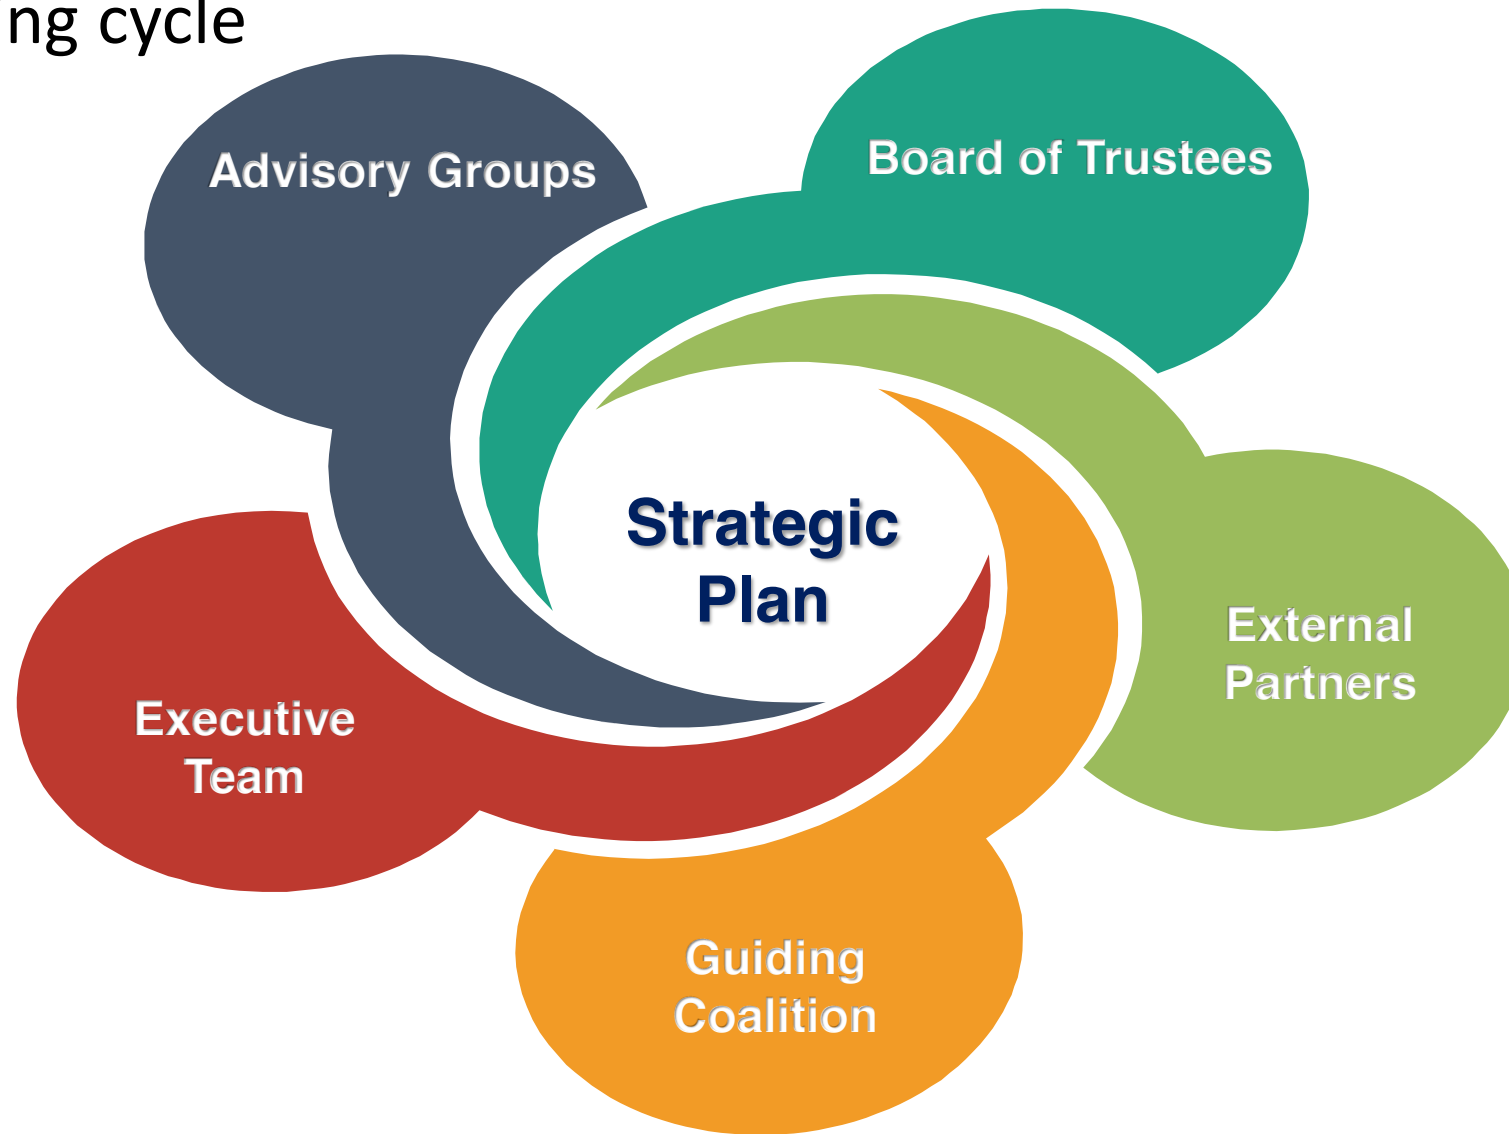 ng cycle
Advisory Groups
Board of Trustees
Strategic
Plan
External
Partners
Executive
Team
Guiding
Coalition